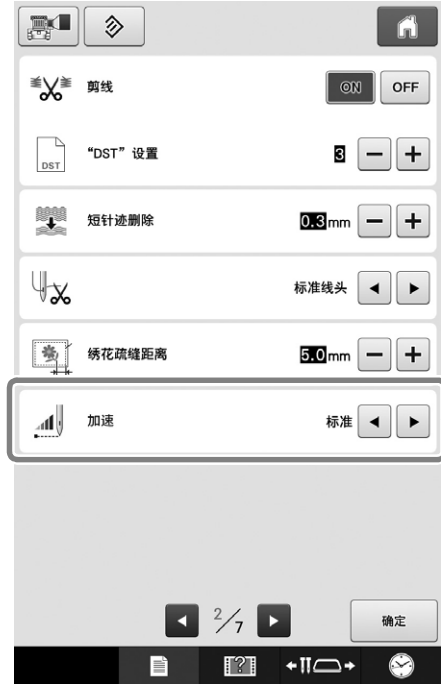 剪线 ON OFF
DST “DST”设置 3 − +
短针迹删除 0.3mm − +
标准线头
绣花疏缝距离 5.0mm − +
加速 标准
2/7 确定
?